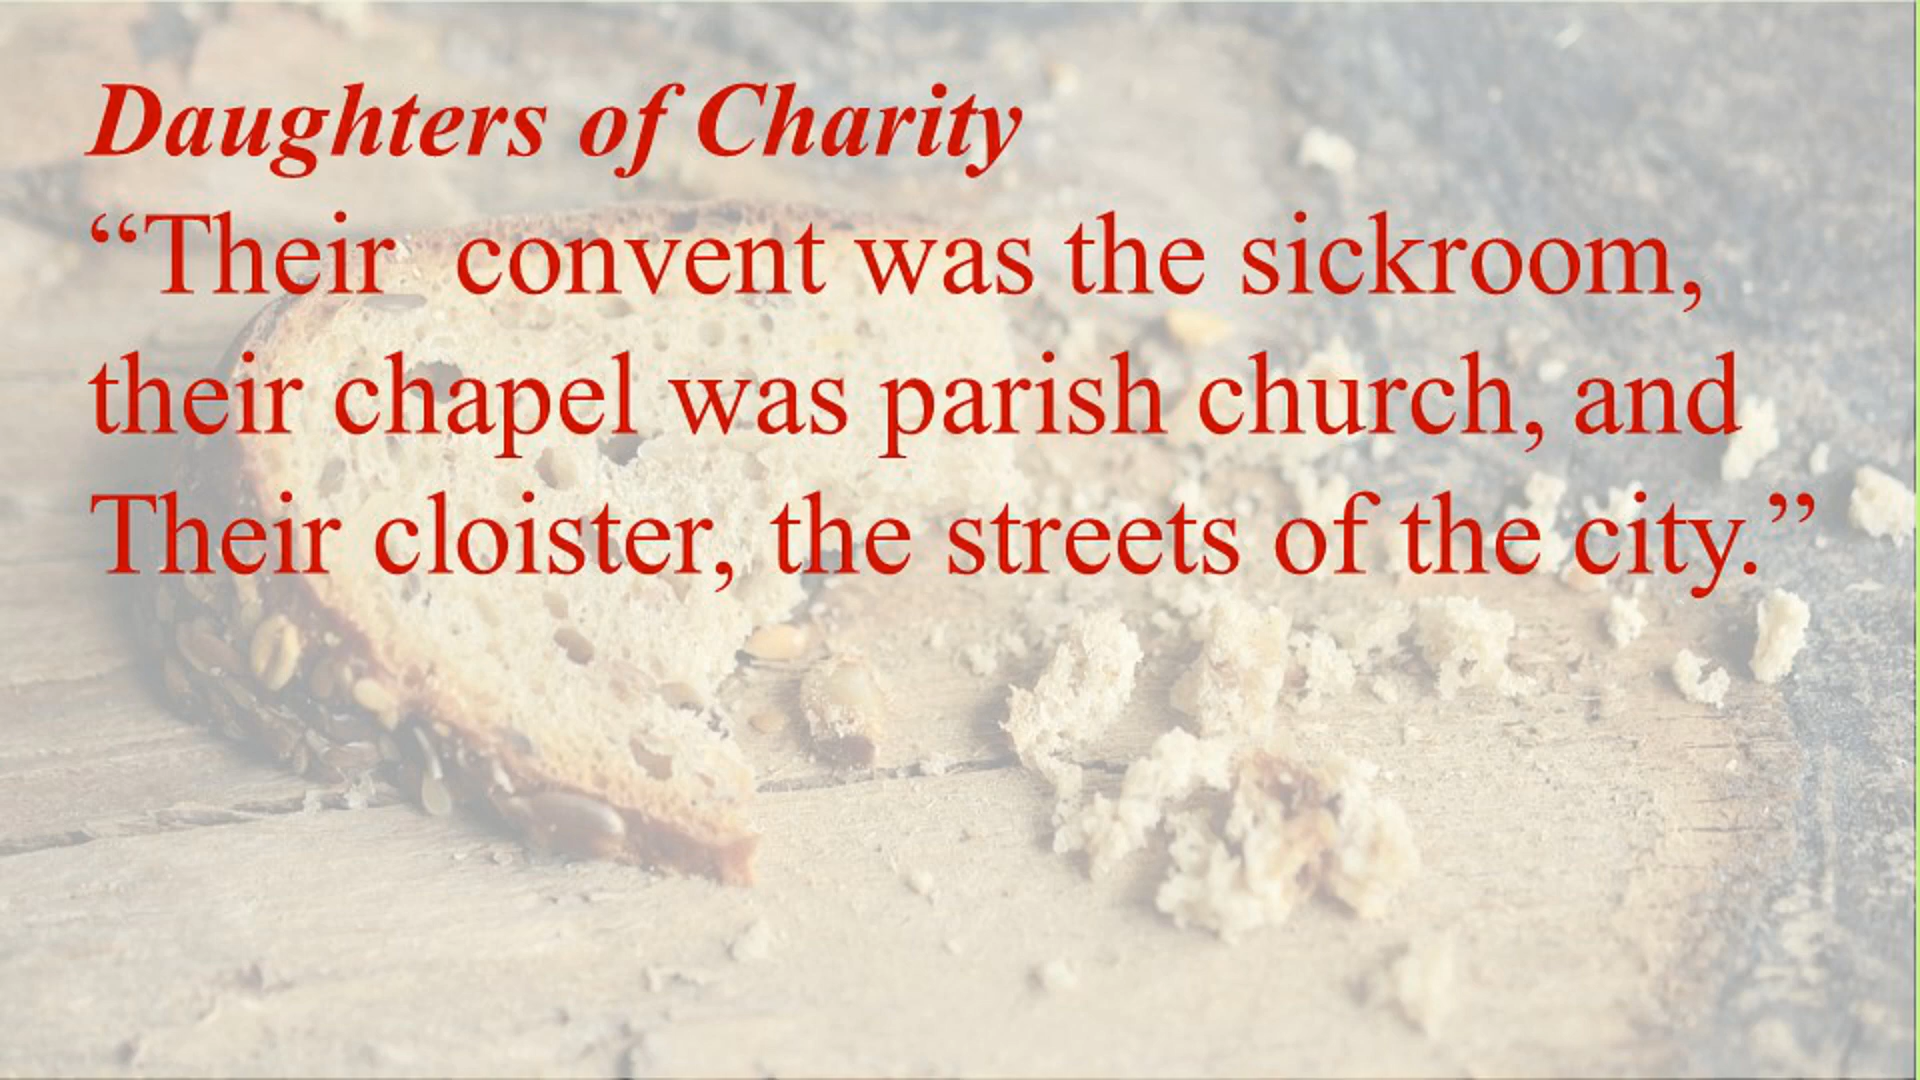 Daughters of Charity
“Their  convent was the sickroom,
their chapel was parish church, and
Their cloister, the streets of the city.”